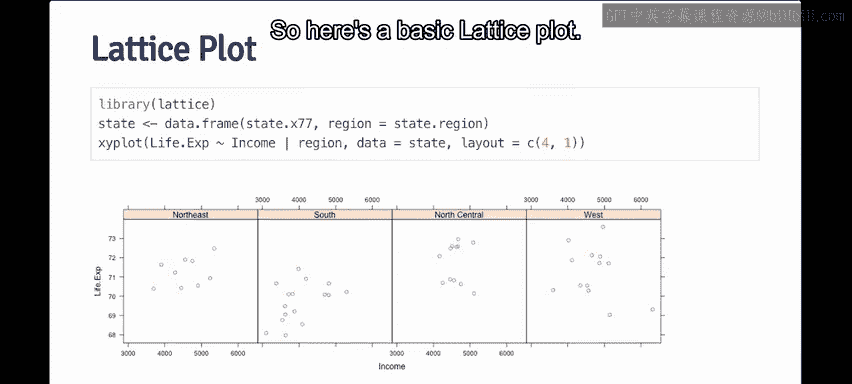 So here's a basic Lattice plot.
Lattice Plot
library(lattice)
state <- data.frame(state.x77, region = state.region)
xyplot(Life.Exp ~ Income | region, data = state, layout = c(4, 1))
3000 4000 5000 6000 3000 4000 5000 6000
Northeast South North Central West
73
72
71
70
69
68
Life.Exp
3000 4000 5000 6000 3000 4000 5000 6000
Income